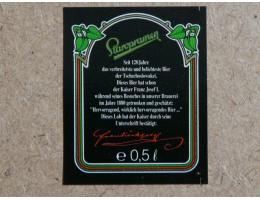 Staropramen
Seit 120 Jahre
das verbreiteste und beliebteste Bier
der Tschechoslowakei.
Dieses Bier hat schon
der Kaiser Franz Josef I.
während seines Besuches in unserer Brauerei
im Jahre 1880 getrunken und geschätzt:
"Hervorragend, wirklich hervorragendes Bier..."
Dieses Lob hat der Kaiser durch seine
Unterschrift bestätigt.
℮ 0,5 l